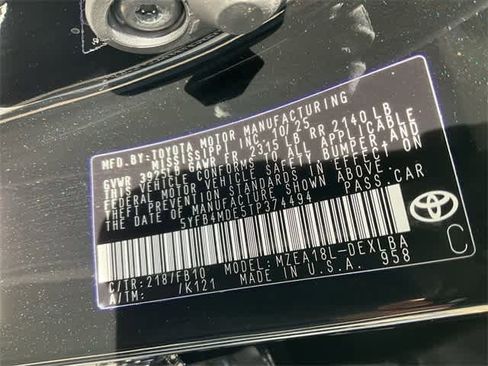 MFD.BY:TOYOTA MOTOR MANUFACTURING
MISSISSIPPI, INC 10/25
GVWR 3925LB GAWR FR 2315 LB RR 2140LB
THIS VEHICLE CONFORMS TO ALL APPLICABLE
FEDERAL MOTOR VEHICLE SAFETY, BUMPER, AND
THEFT PREVENTION STANDARDS IN EFFECT
ON THE DATE OF MANUFACTURE SHOWN ABOVE.
5YFB4MDE5TP374494 PASS.CAR
C/TR:218/FB10 MODEL:MZEA18L-DEXLBA
A/TM: /K121 MADE IN U.S.A. 958
TOYOTA
C